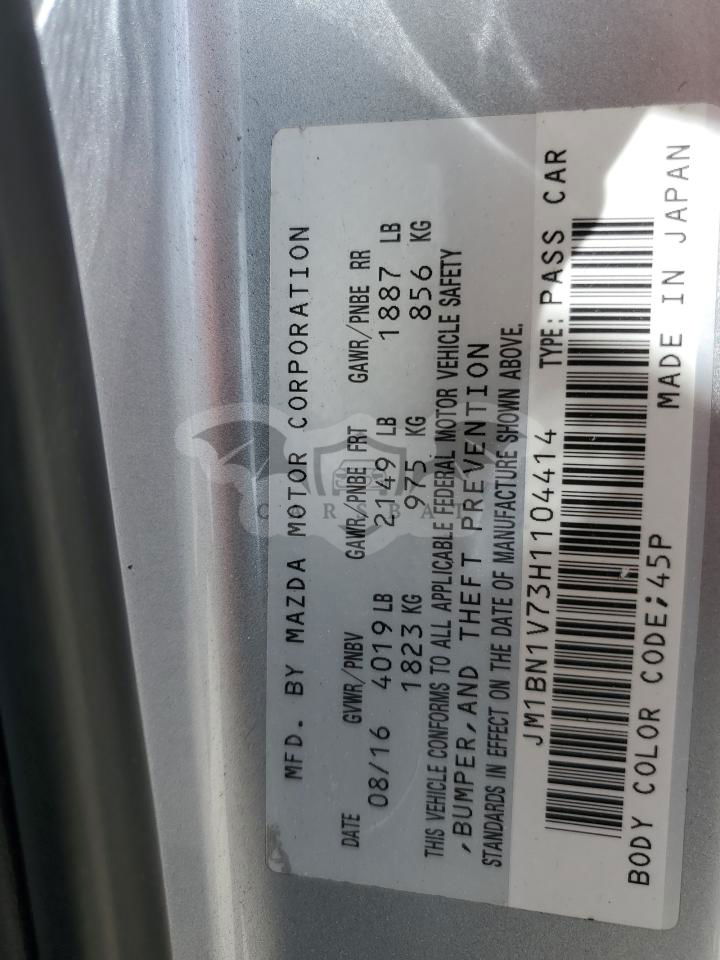 MFD. BY MAZDA MOTOR CORPORATION
DATE GVWR/PNBV GAWR/PNBE FRT GAWR/PNBE RR
08/16 4019 LB 2149 LB 1887 LB
1823 KG 975 KG 856 KG
THIS VEHICLE CONFORMS TO ALL APPLICABLE FEDERAL MOTOR VEHICLE SAFETY
,BUMPER,AND THEFT PREVENTION
STANDARDS IN EFFECT ON THE DATE OF MANUFACTURE SHOWN ABOVE.
JM1BN1V73H1104414 TYPE: PASS CAR
BODY COLOR CODE;45P MADE IN JAPAN
CARSBAT